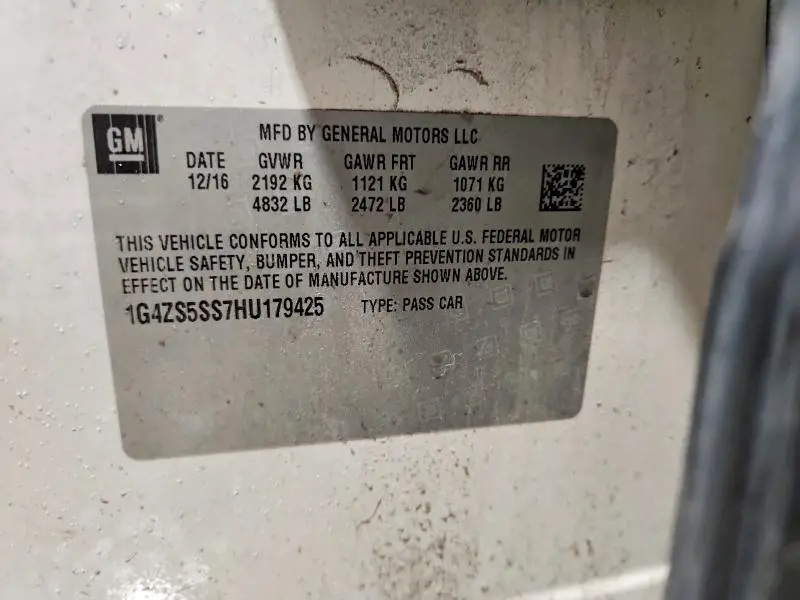 GM
MFD BY GENERAL MOTORS LLC
DATE GVWR GAWR FRT GAWR RR
12/16 2192 KG 1121 KG 1071 KG
4832 LB 2472 LB 2360 LB
THIS VEHICLE CONFORMS TO ALL APPLICABLE U.S. FEDERAL MOTOR
VEHICLE SAFETY, BUMPER, AND THEFT PREVENTION STANDARDS IN
EFFECT ON THE DATE OF MANUFACTURE SHOWN ABOVE.
1G4ZS5SS7HU179425 TYPE: PASS CAR